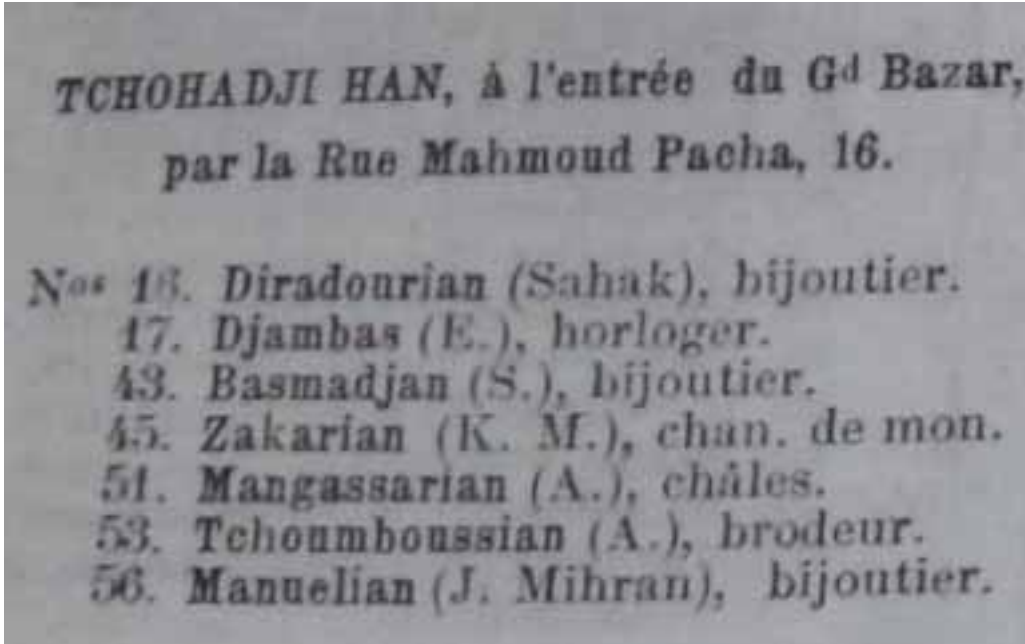 TCHOHADJI HAN, à l'entrée du Gd Bazar,
par la Rue Mahmoud Pacha, 16.
Nos 16. Diradourian (Sahak), bijoutier.
17. Djambas (E.), horloger.
43. Basmadjan (S.), bijoutier.
45. Zakarian (K. M.), chan. de mon.
51. Mangassarian (A.), châles.
53. Tchoumboussian (A.), brodeur.
56. Manuelian (J. Mihran), bijoutier.